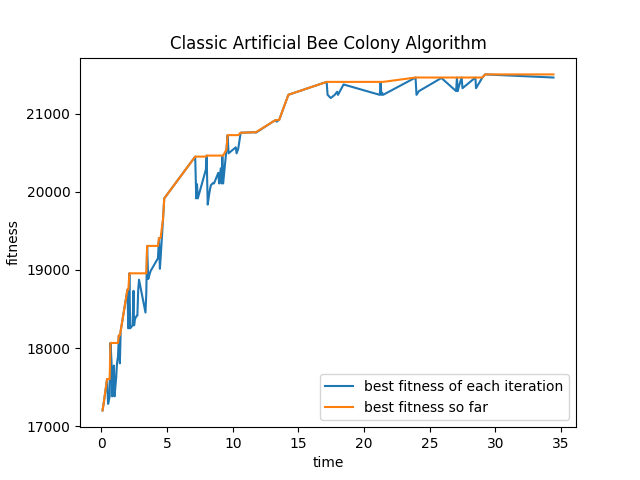 Classic Artificial Bee Colony Algorithm
fitness
21000
20000
19000
18000
17000
0 5 10 15 20 25 30 35
time
best fitness of each iteration
best fitness so far